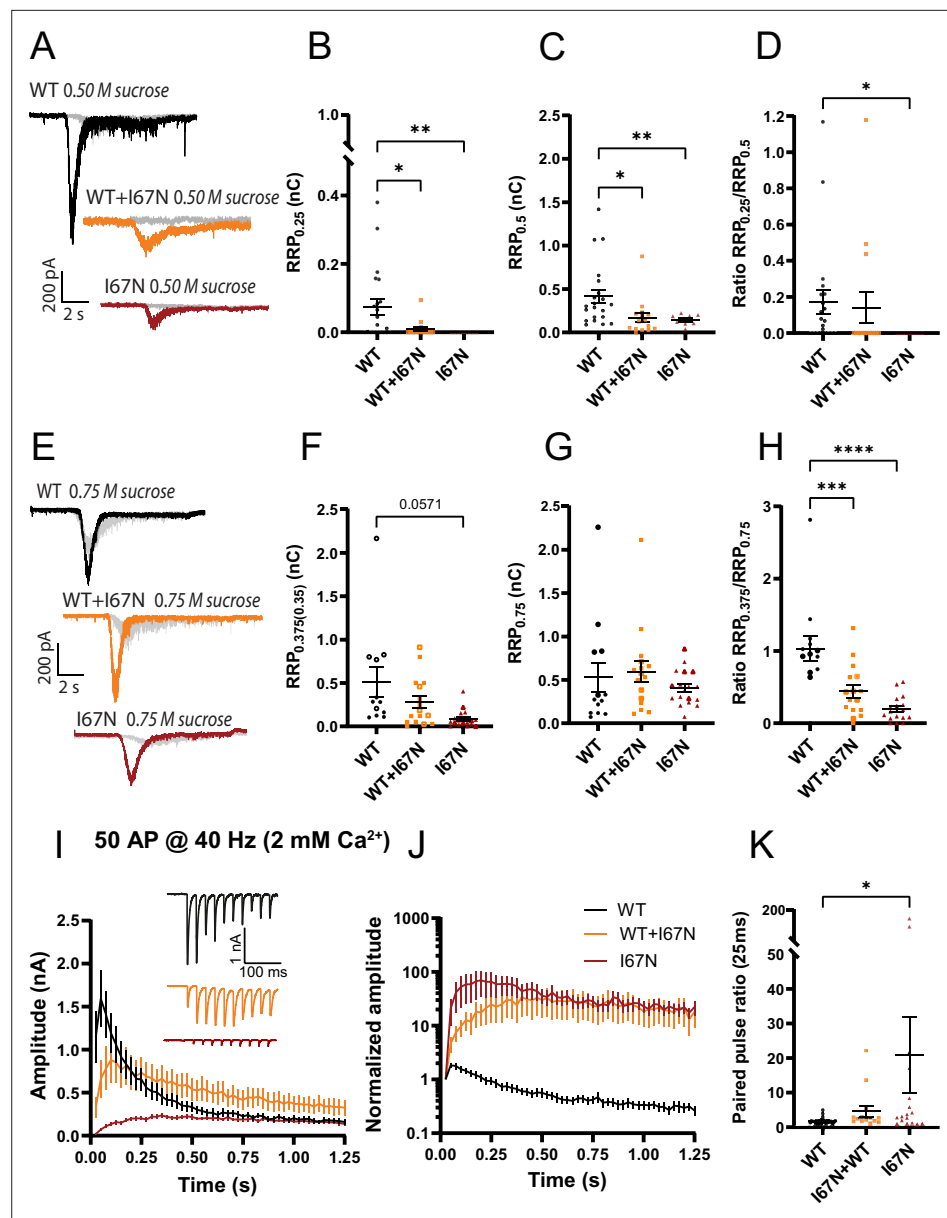 A
WT 0.50 M sucrose
WT+I67N 0.50 M sucrose
I67N 0.50 M sucrose
200 pA
2 s
B
RRP0.25 (nC)
1.0
0.4
0.2
0.0
**
*
WT
WT+I67N
I67N
C
RRP0.5 (nC)
2.5
2.0
1.5
1.0
0.5
0.0
**
*
WT
WT+I67N
I67N
D
Ratio RRP0.25/RRP0.5
1.2
1.0
0.8
0.6
0.4
0.2
0.0
*
WT
WT+I67N
I67N
E
WT 0.75 M sucrose
WT+I67N 0.75 M sucrose
I67N 0.75 M sucrose
200 pA
2 s
F
RRP0.375(0.35) (nC)
2.5
2.0
1.5
1.0
0.5
0.0
0.0571
WT
WT+I67N
I67N
G
RRP0.75 (nC)
2.5
2.0
1.5
1.0
0.5
0.0
WT
WT+I67N
I67N
H
Ratio RRP0.375/RRP0.75
3
2
1
0
****
***
WT
WT+I67N
I67N
I
50 AP @ 40 Hz (2 mM Ca²⁺)
Amplitude (nA)
2.5
2.0
1.5
1.0
0.5
0.0
1 nA
100 ms
0.00 0.25 0.50 0.75 1.00 1.25
Time (s)
J
Normalized amplitude
1000
100
10
1
0.1
WT
WT+I67N
I67N
0.00 0.25 0.50 0.75 1.00 1.25
Time (s)
K
Paired pulse ratio (25ms)
200
50
40
30
20
10
0
*
WT
I67N+WT
I67N